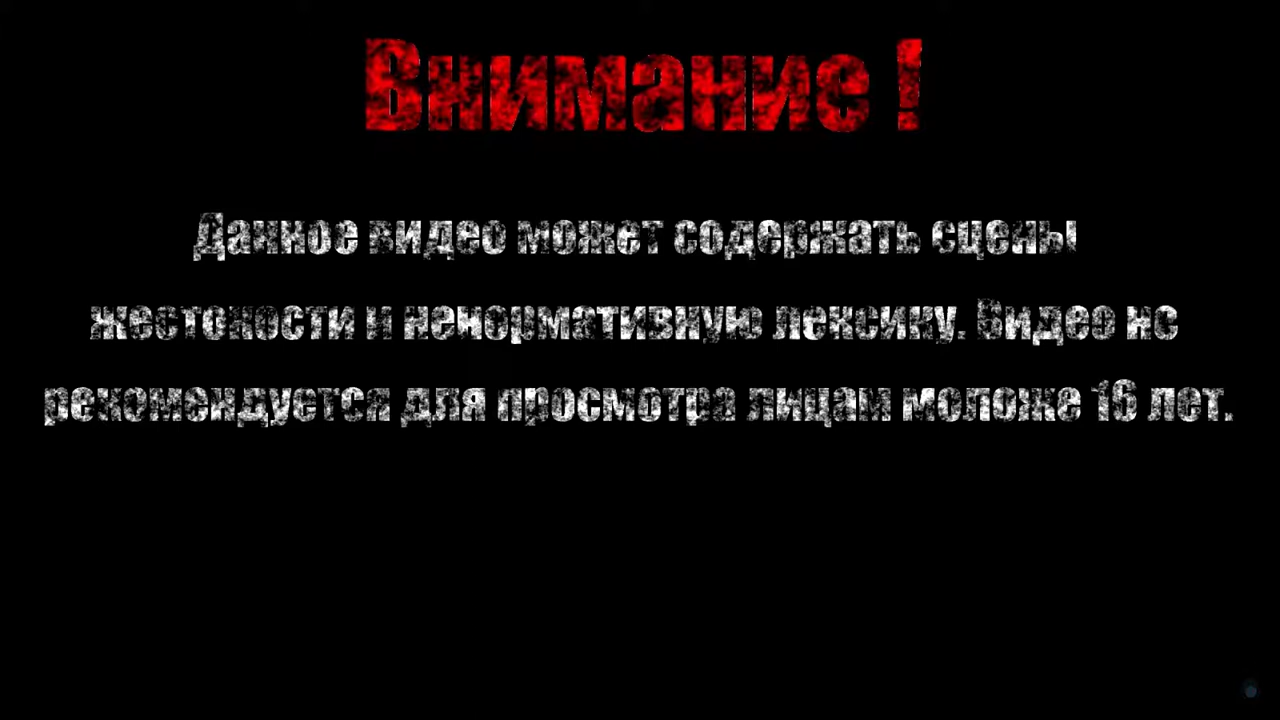 Внимание !
Данное видео может содержать сцены
жестокости и ненормативную лексику. Видео не
рекомендуется для просмотра лицам моложе 16 лет.